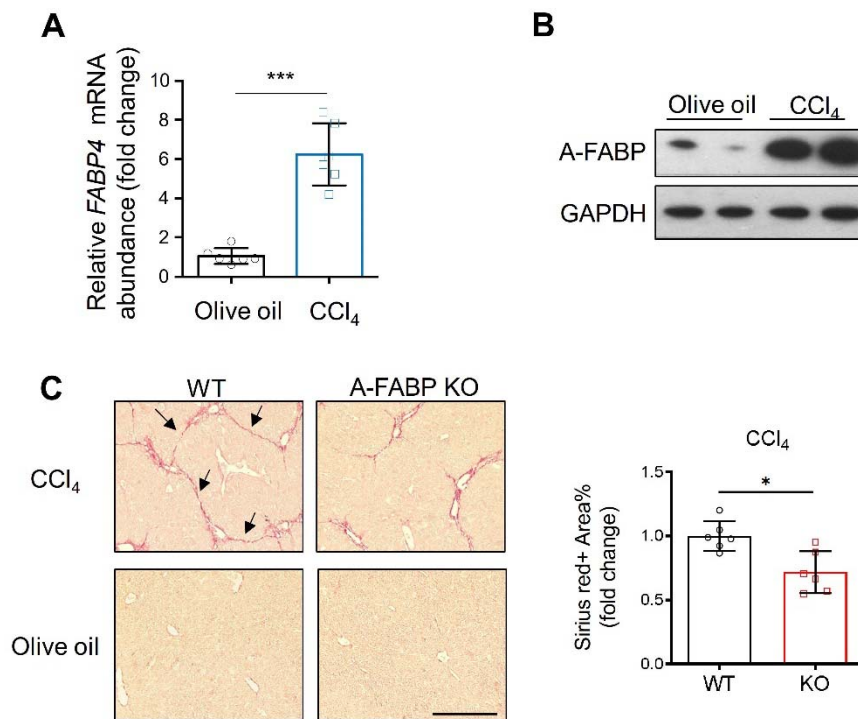 A
Relative FABP4 mRNA
abundance (fold change)
10
8
6
4
2
0
***
Olive oil
CCl₄
B
Olive oil
CCl₄
A-FABP
GAPDH
C
WT
A-FABP KO
CCl₄
Olive oil
CCl₄
Sirius red+ Area%
(fold change)
1.5
1.0
0.5
0.0
*
WT
KO